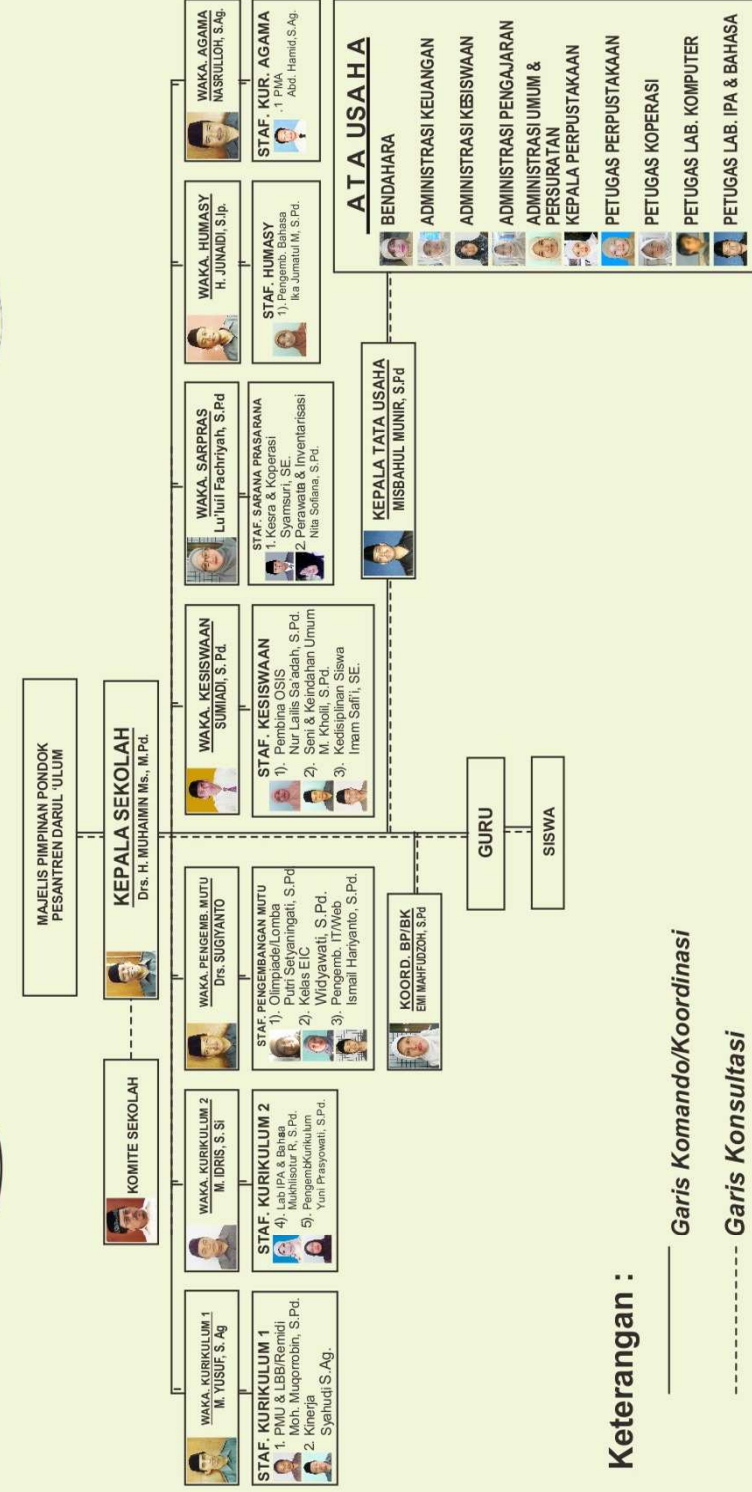 MAJELIS PIMPINAN PONDOK
PESANTREN DARUL 'ULUM
KOMITE SEKOLAH
KEPALA SEKOLAH
Drs. H. MUHAIMIN Ms., M.Pd.
WAKA. KURIKULUM 1
M. YUSUF, S. Ag
WAKA. KURIKULUM 2
M. IDRIS, S. Si
WAKA. PENGEMB. MUTU
Drs. SUGIYANTO
WAKA. KESISWAAN
SUMIADI, S. Pd.
WAKA. SARPRAS
Lu'luil Fachriyah, S.Pd
WAKA. HUMASY
H. JUNAIDI, S.Ip.
WAKA. AGAMA
NASRULLOH, S.Ag.
STAF. KURIKULUM 1
1. PMU & LBB/Remidi
Moh. Muqorrobin, S.Pd.
2. Kinerja
Syahudi S.Ag.
STAF. KURIKULUM 2
4). Lab IPA & Bahsa
Mukhlisotur R, S.Pd.
5). PengembKurikulum
Yuni Prasyowati, S.Pd.
STAF. PENGEMBANGAN MUTU
1). Olimpiade/Lomba
Putri Setyaningati, S.Pd
2). Kelas EIC
Widyawati, S.Pd.
3). Pengemb. IT/Web
Ismail Hariyanto, S.Pd.
STAF. KESISWAAN
1). Pembina OSIS
Nur Lailis Sa'adah, S.Pd.
2). Seni & Keindahan Umum
M. Kholil, S.Pd.
3). Kedisiplinan Siswa
Imam Safi'i, SE.
STAF. SARANA PRASARANA
1. Kesra & Koperasi
Syamsuri, SE.
2. Perawata & Inventarisasi
Nita Sofiana, S.Pd.
STAF. HUMASY
1). Pengemb. Bahasa
Ika Jumatul M, S.Pd.
STAF. KUR. AGAMA
.1 PMA
Abd. Hamid,S.Ag.
KOORD. BP/BK
EMI MAHFUDZOH, S.Pd
KEPALA TATA USAHA
MISBAHUL MUNIR, S.Pd
GURU
SISWA
ATA USAHA
BENDAHARA
ADMINISTRASI KEUANGAN
ADMINISTRASI KESISWAAN
ADMINISTRASI PENGAJARAN
ADMINISTRASI UMUM &
PERSURATAN
KEPALA PERPUSTAKAAN
PETUGAS PERPUSTAKAAN
PETUGAS KOPERASI
PETUGAS LAB. KOMPUTER
PETUGAS LAB. IPA & BAHASA
Keterangan :
Garis Komando/Koordinasi
Garis Konsultasi